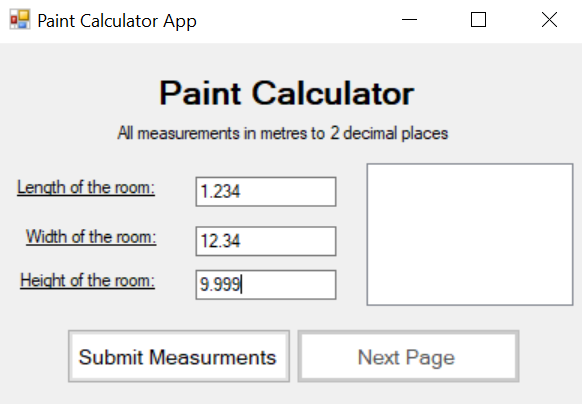 Paint Calculator App
Paint Calculator
All measurements in metres to 2 decimal places
Length of the room: 1.234
Width of the room: 12.34
Height of the room: 9.999
Submit Measurments Next Page